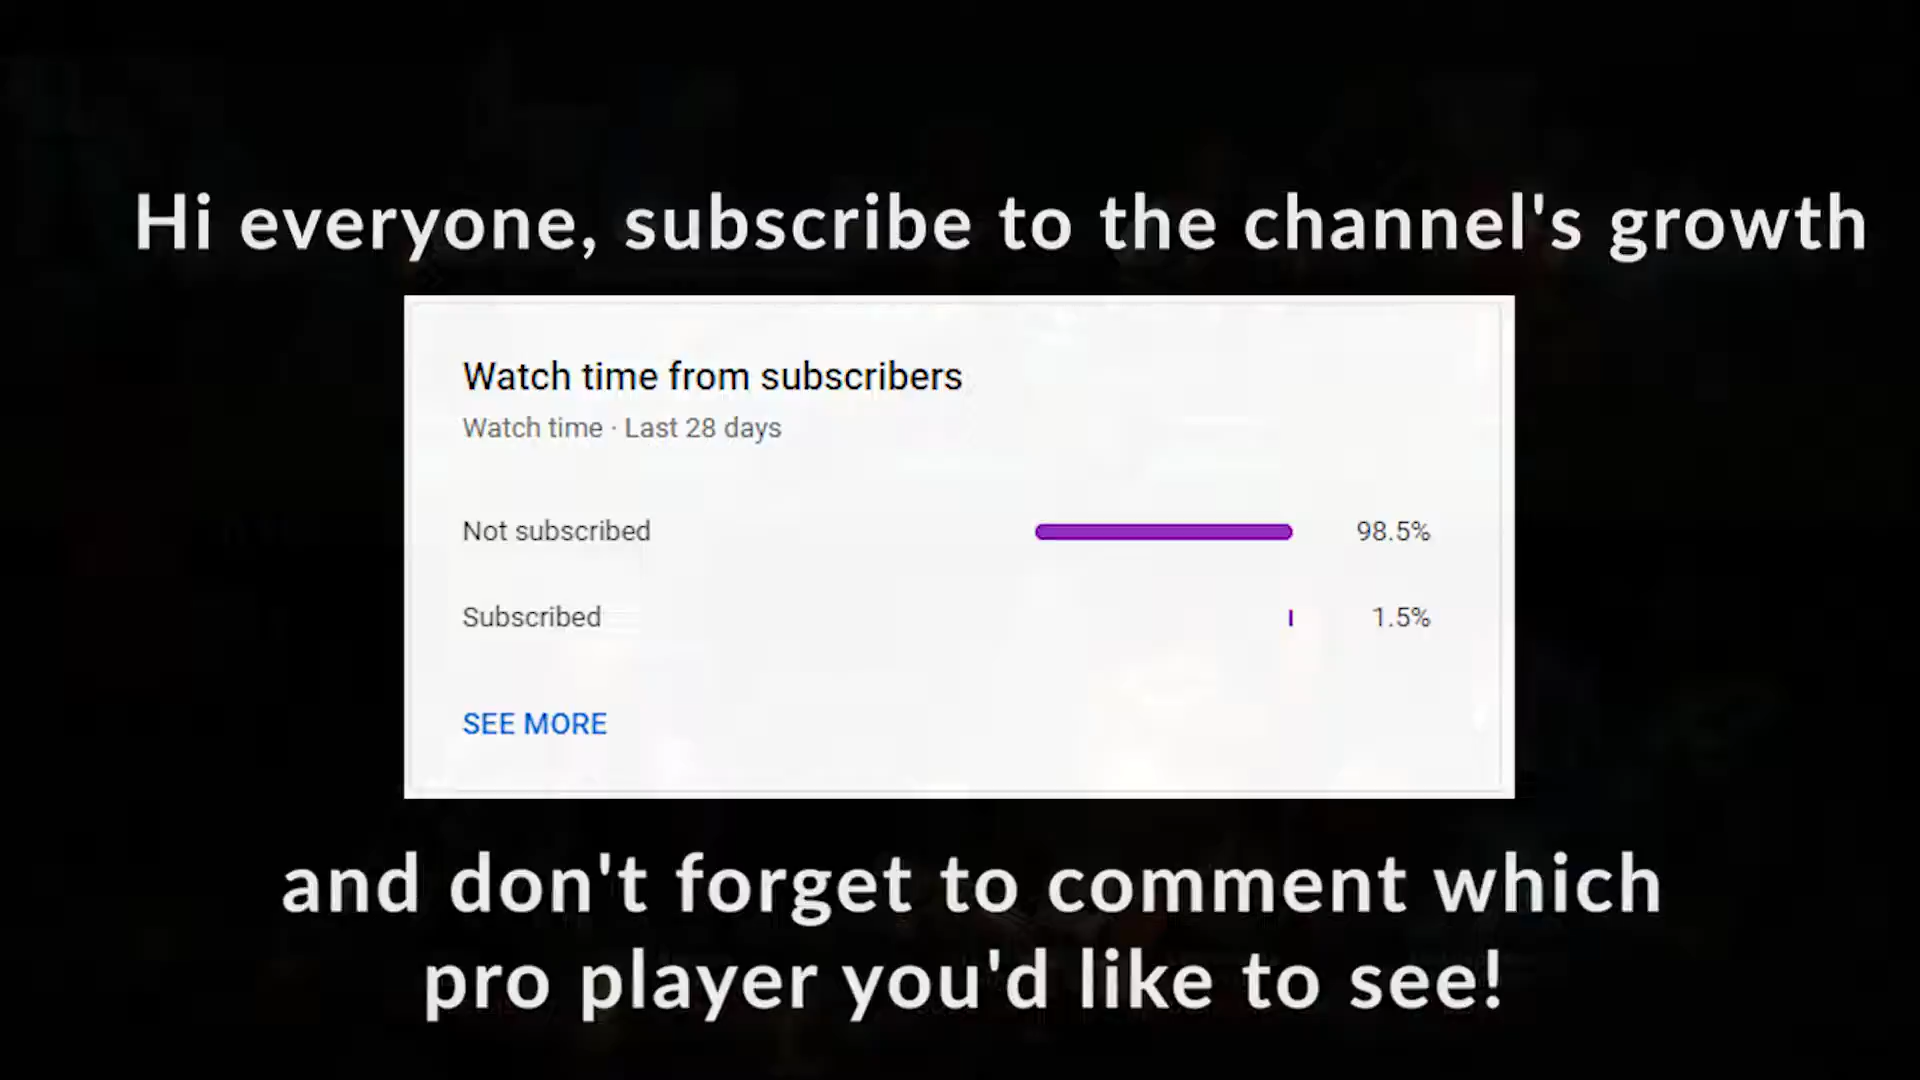 Hi everyone, subscribe to the channel's growth
Watch time from subscribers
Watch time · Last 28 days
Not subscribed 98.5%
Subscribed 1.5%
SEE MORE
and don't forget to comment which
pro player you'd like to see!